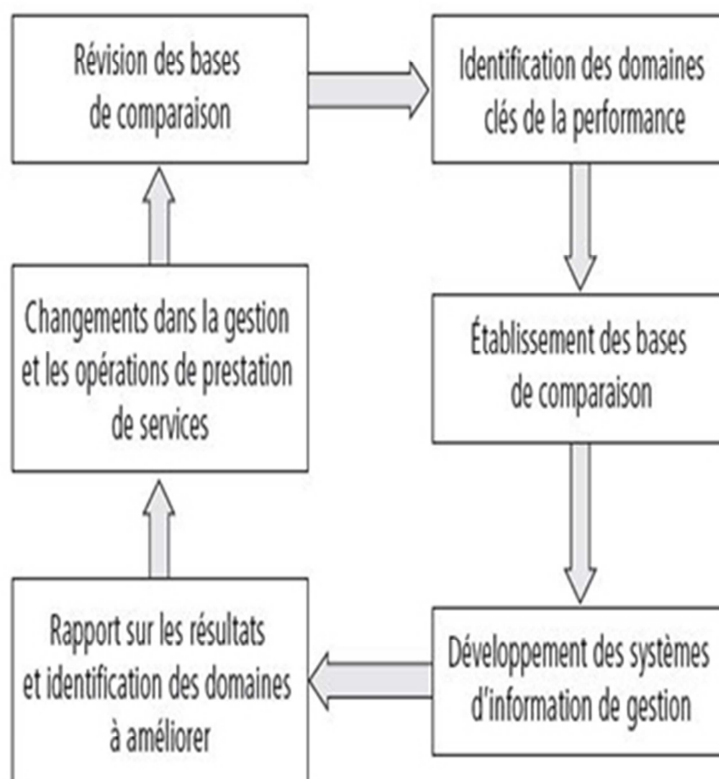 Révision des bases
de comparaison
Identification des domaines
clés de la performance
Changements dans la gestion
et les opérations de prestation
de services
Établissement des bases
de comparaison
Rapport sur les résultats
et identification des domaines
à améliorer
Développement des systèmes
d'information de gestion